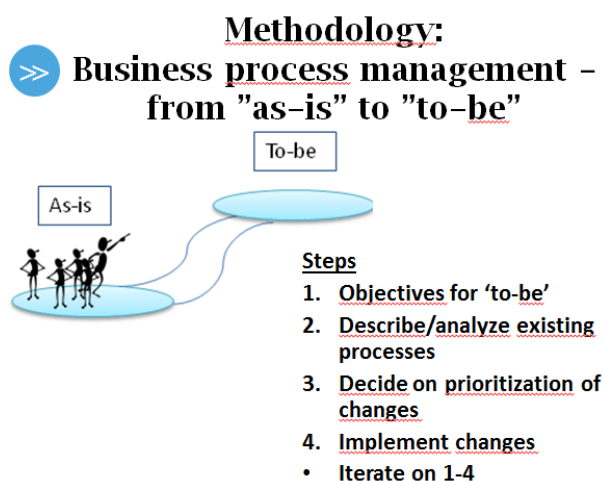 Methodology:
Business process management –
from ”as–is” to ”to–be”
To-be
As-is
Steps
1. Objectives for ‘to-be’
2. Describe/analyze existing
processes
3. Decide on prioritization of
changes
4. Implement changes
• Iterate on 1-4